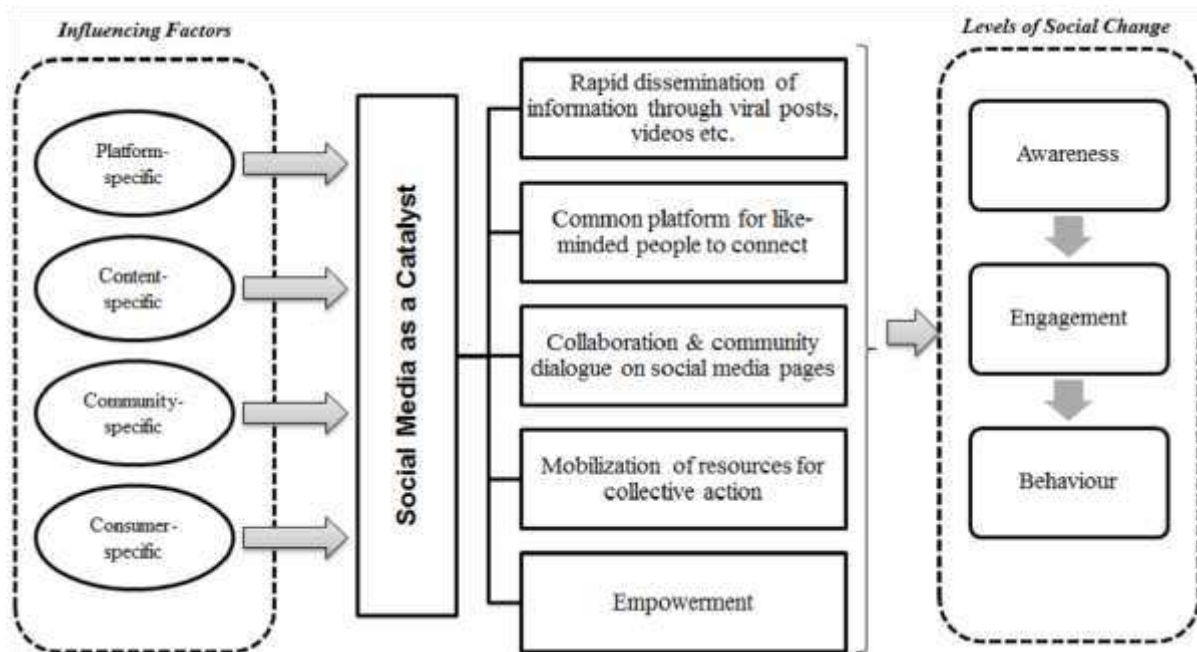 Influencing Factors
Platform-
specific
Content-
specific
Community-
specific
Consumer-
specific
Social Media as a Catalyst
Rapid dissemination of
information through viral posts,
videos etc.
Common platform for like-
minded people to connect
Collaboration & community
dialogue on social media pages
Mobilization of resources for
collective action
Empowerment
Levels of Social Change
Awareness
Engagement
Behaviour